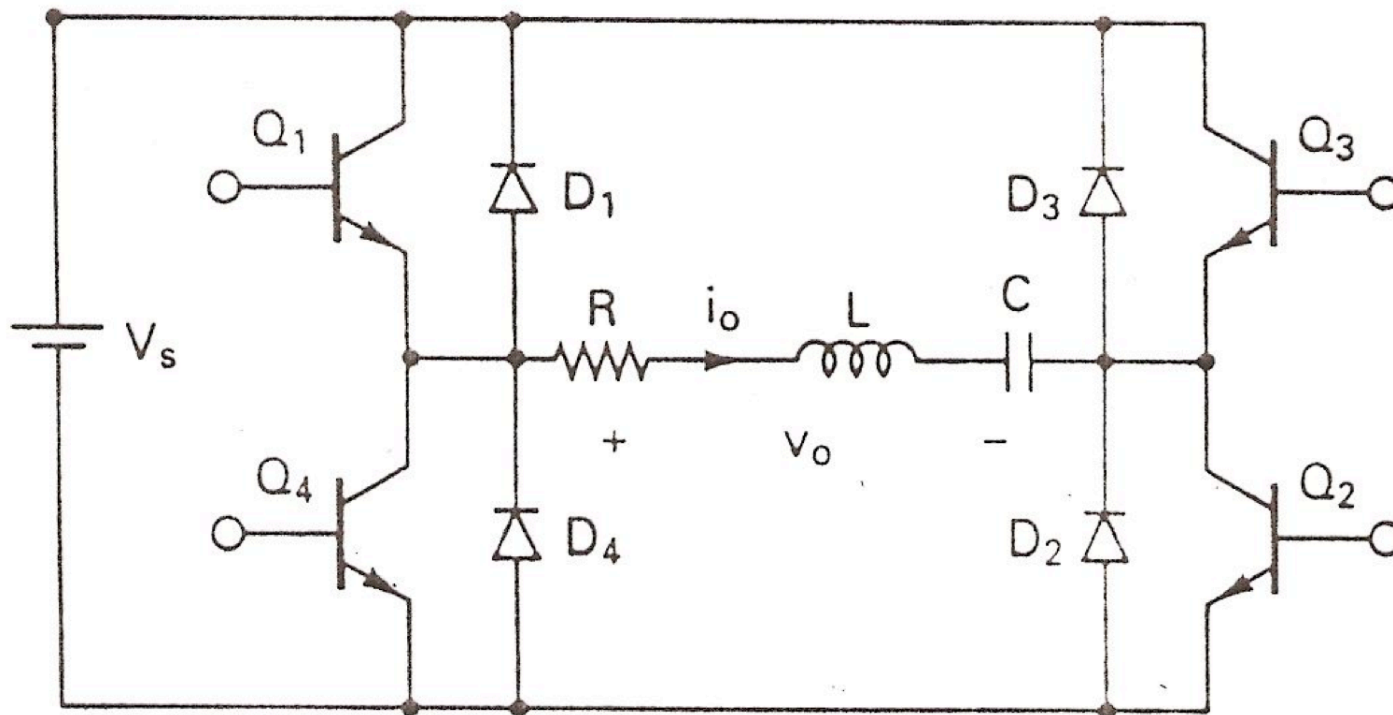 Q₁
D₁
D₃
Q₃
Vₛ
R
iₒ
L
C
+
vₒ
−
Q₄
D₄
D₂
Q₂